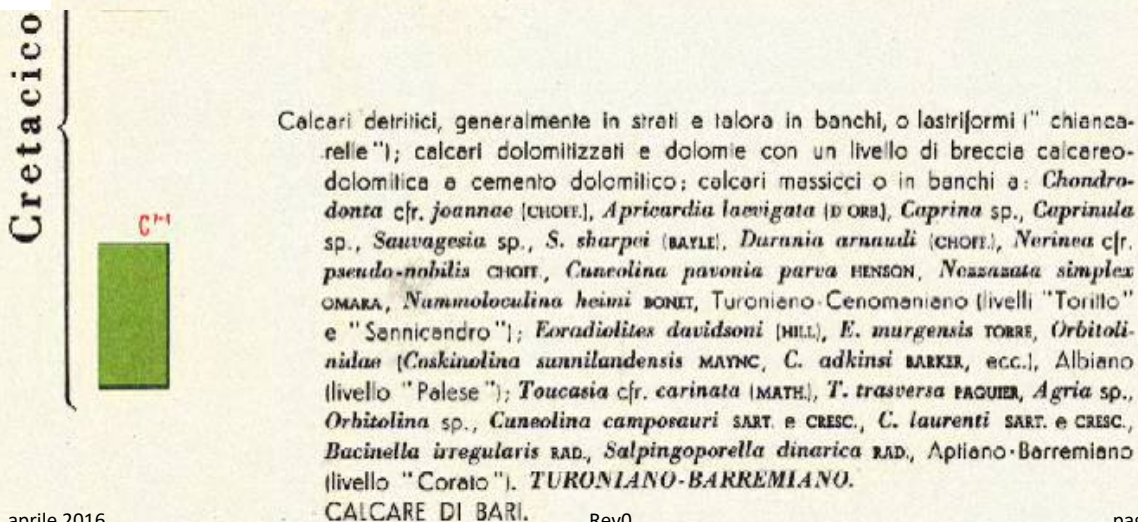 Cretacico
Calcari detritici, generalmente in strati e talora in banchi, o lastriformi (" chianca-
relle"); calcari dolomitizzati e dolomie con un livello di breccia calcareo-
dolomitica a cemento dolomitico; calcari massicci o in banchi a: Chondro-
donta cfr. joannae (CHOFF.), Apricardia laevigata (D'ORB.), Caprina sp., Caprinula
sp., Sauvagesia sp., S. sharpei (BAYLE), Durania arnaudi (CHOFF.), Nerinea cfr.
pseudo-nobilis CHOFF., Cuneolina pavonia parva HENSON, Nezzazata simplex
OMARA, Nummoloculina heimi BONET, Turoniano-Cenomaniano (livelli "Toritto"
e "Sannicandro"); Eoradiolites davidsoni (HILL), E. murgensis TORRE, Orbitoli-
nidae (Coskinolina sunnilandensis MAYNC, C. adkinsi BARKER, ecc.), Albiano
(livello "Palese"); Toucasia cfr. carinata (MATH.), T. trasversa PAQUIER, Agria sp.,
Orbitolina sp., Cuneolina camposauri SART. e CRESC., C. laurenti SART. e CRESC.,
Bacinella irregularis RAD., Salpingoporella dinarica RAD., Aptiano-Barremiano
(livello "Corato"). TURONIANO-BARREMIANO.
CALCARE DI BARI.
aprile 2016 Rev0 pag